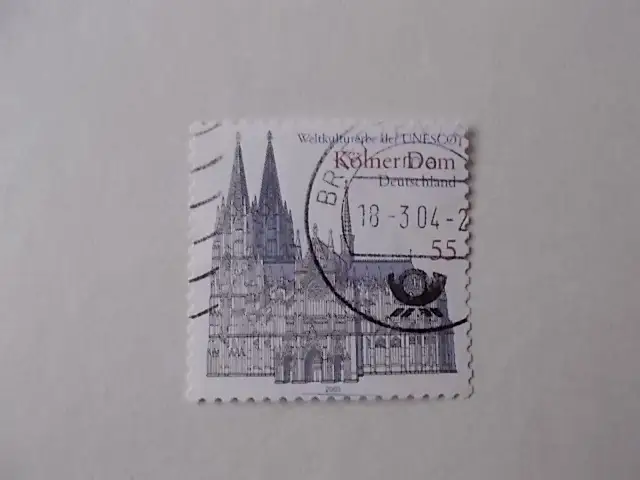 Weltkulturerbe der UNESCO
Kölner Dom
Deutschland
18-3.04-2
55
2003